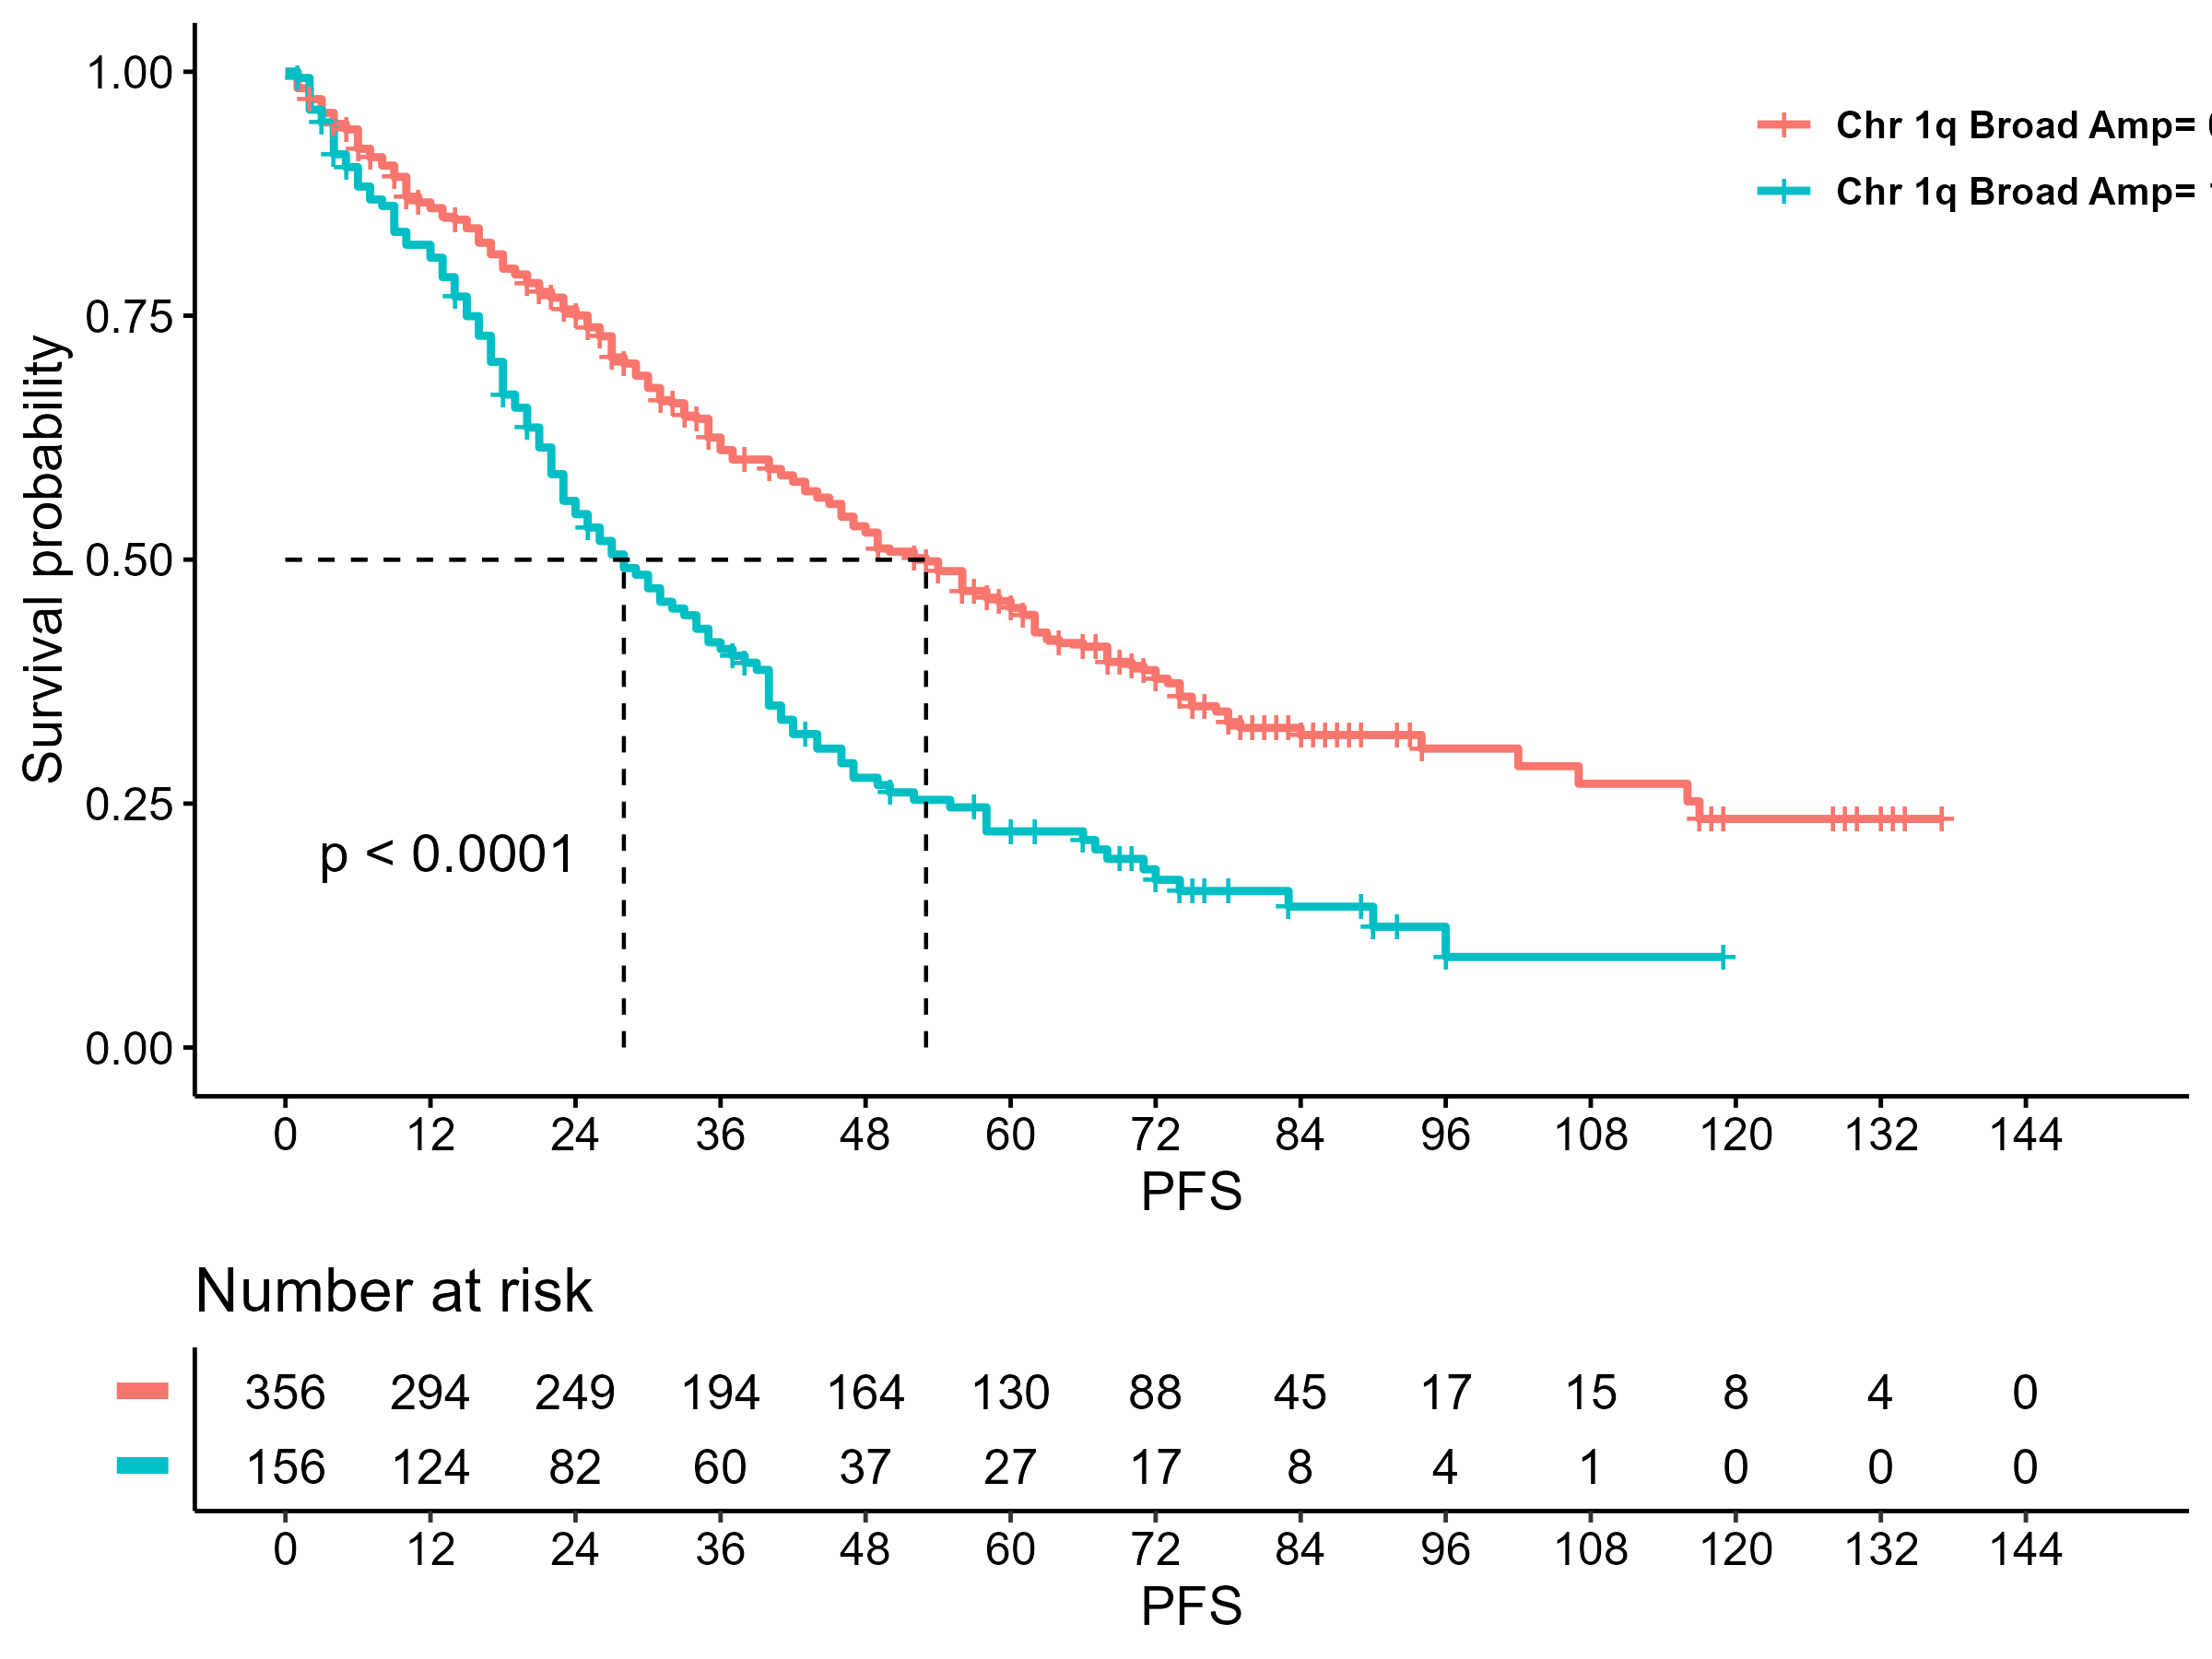 1.00
0.75
0.50
0.25
0.00
Survival probability
Chr 1q Broad Amp=
Chr 1q Broad Amp=
p < 0.0001
0 12 24 36 48 60 72 84 96 108 120 132 144
PFS
Number at risk
356 294 249 194 164 130 88 45 17 15 8 4 0
156 124 82 60 37 27 17 8 4 1 0 0 0
0 12 24 36 48 60 72 84 96 108 120 132 144
PFS